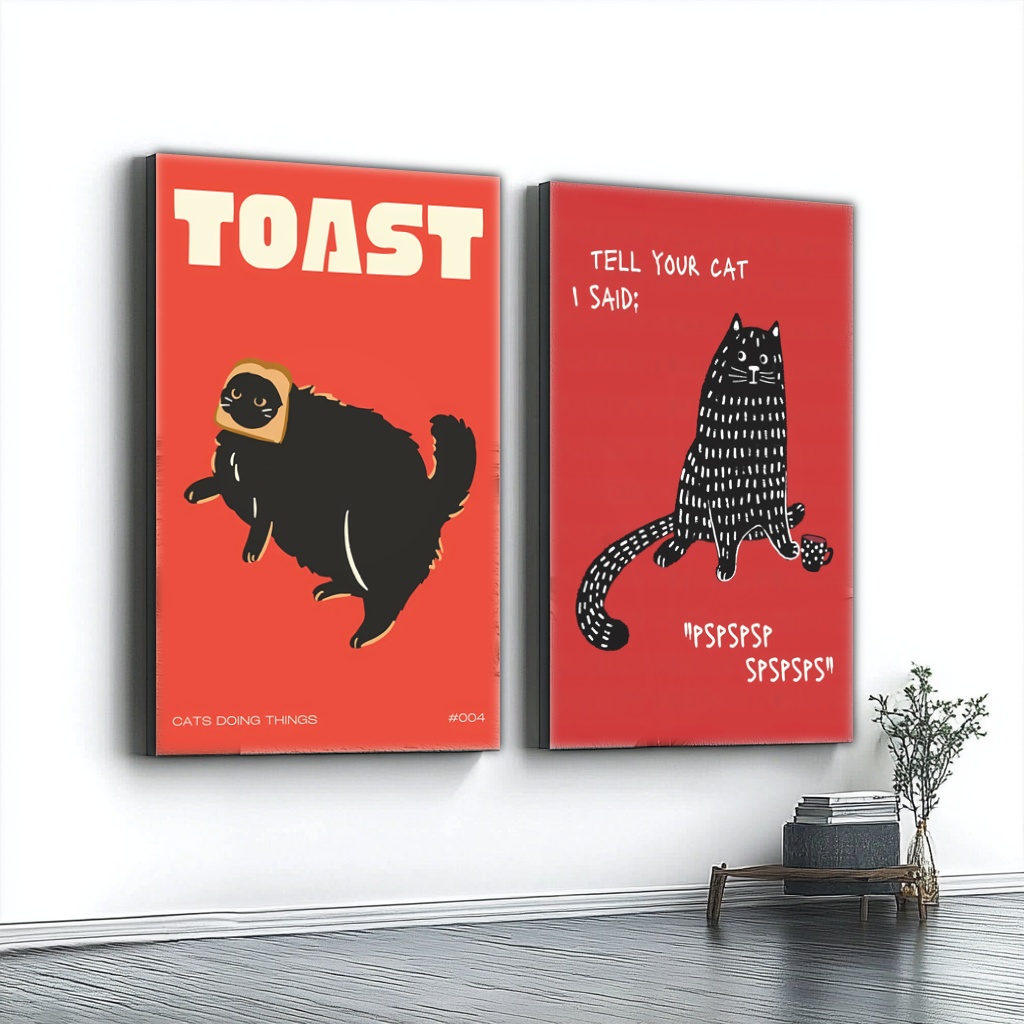 TOAST
CATS DOING THINGS
#004
TELL YOUR CAT
I SAID;
"PSPSPSP
SPSPSPS"